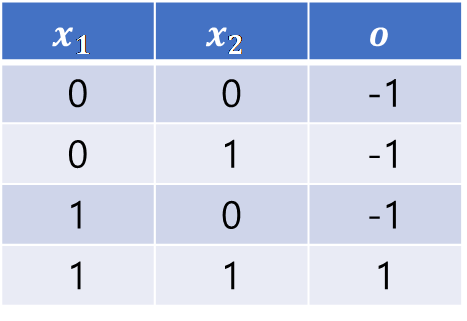 x₁ x₂ o
0 0 -1
0 1 -1
1 0 -1
1 1 1